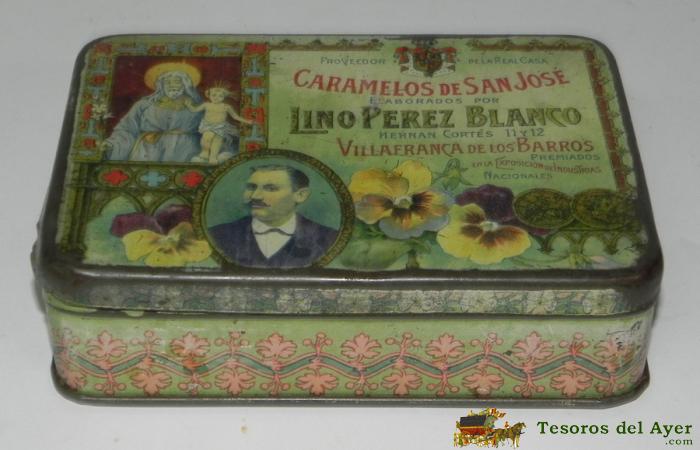 PROVEEDOR DE LA REAL CASA
CARAMELOS DE SAN JOSÉ
ELABORADOS POR
LINO PEREZ BLANCO
HERNAN CORTÉS 11 Y 12
VILLAFRANCA DE LOS BARROS
PREMIADOS
EN LA EXPOSICION DE INDUSTRIAS
NACIONALES
Tesoros del Ayer
.com